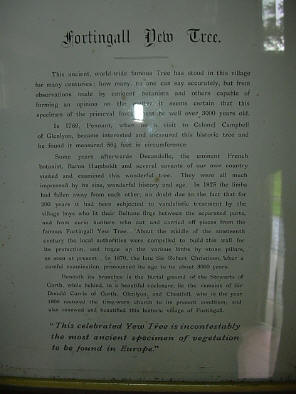 Fortingall Yew Tree.
This ancient, world-wide famous Tree has stood in this village
for many centuries: how many, no one can say accurately, but from
observations made by eminent botanists and others capable of
forming an opinion on the matter it seems certain that this
specimen of the primeval forest must be well over 3000 years old.
In 1769, Pennant, when on a visit to Colonel Campbell
of Glenlyon, became interested and measured this historic tree and
he found it measured 56½ feet in circumference
Some years afterwards Decandolle, the eminent French
botanist, Baron Humboldt and several savants of our own country
visited and examined this wonderful tree. They were all much
impressed by its size, wonderful history and age. In 1828 the limbs
had fallen away from each other, no doubt due to the fact that for
years it had been subjected to vandalistic treatment by the
village boys who lit their Beltane fires between the separated parts,
and from curio hunters who cut and carried off pieces from the
famous Fortingall Yew Tree. About the middle of the nineteenth
century the local authorities were compelled to build this wall for
its protection, and to prop up the various limbs by stone pillars,
as seen at present. In 1879, the late Sir Robert Christison, after a
careful examination, pronounced the age to be about 3000 years.
Beneath its branches is the burial ground of the Stewarts of
Garth, while behind, in a beautiful enclosure, lie the remains of Sir
Donald Currie of Garth, Glenlyon, and Chesthill, who in the year
restored the time-worn church to its present condition, and
also renewed and beautified this historic village of Fortingall.
"This celebrated Yew Tree is incontestably
the most ancient specimen of vegetation
to be found in Europe."